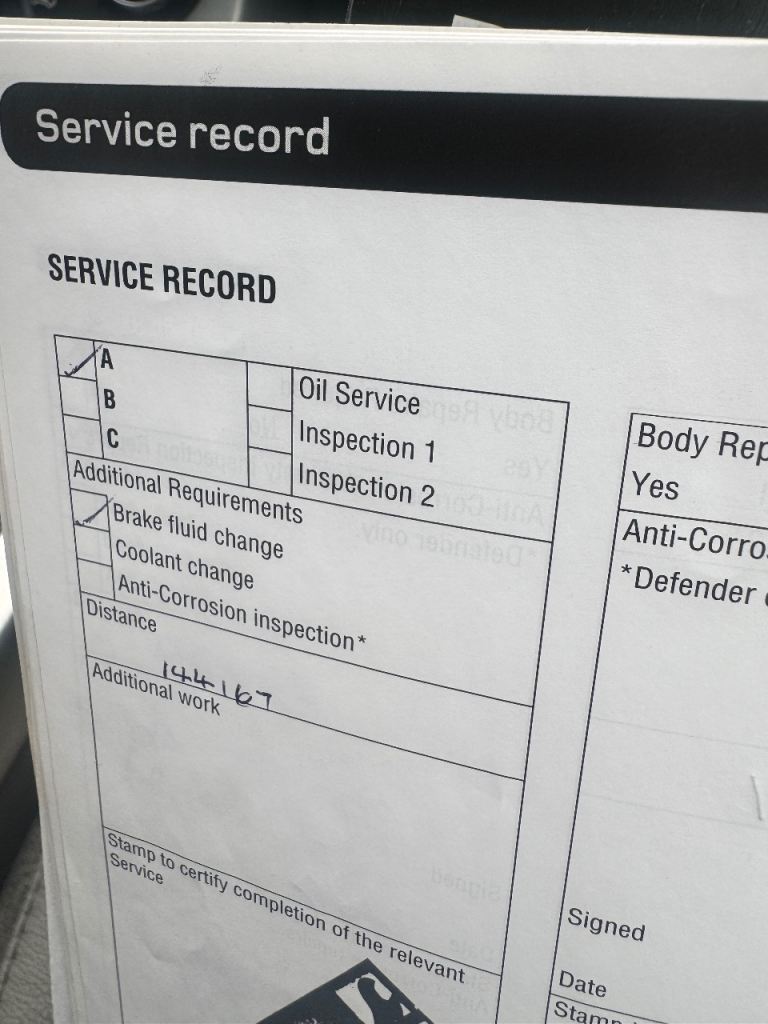 Service record
SERVICE RECORD
A
B
C
Oil Service
Inspection 1
Inspection 2
Additional Requirements
Brake fluid change
Coolant change
Anti-Corrosion inspection*
Distance
144167
Additional work
Stamp to certify completion of the relevant
Service
Body Rep
Yes
Anti-Corros
*Defender
Signed
Date
Stamp